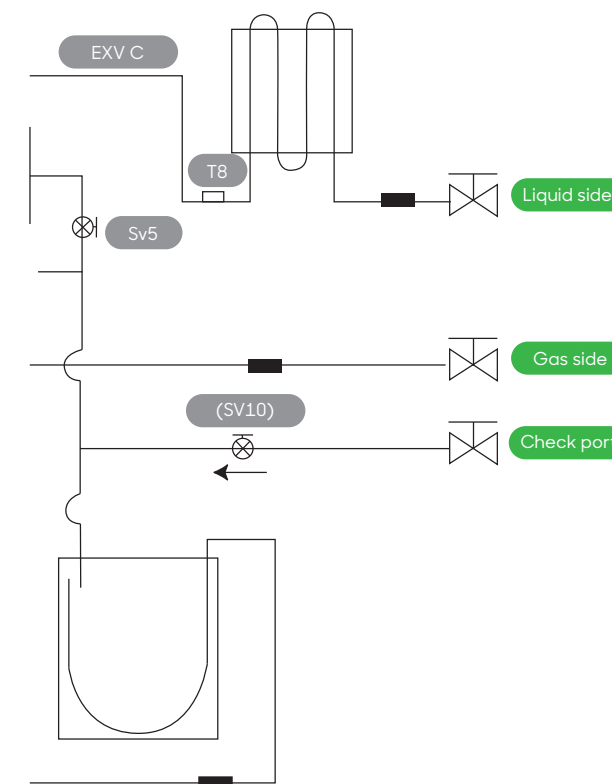 EXV C
T8
Liquid side
Sv5
Gas side
(SV10)
Check port